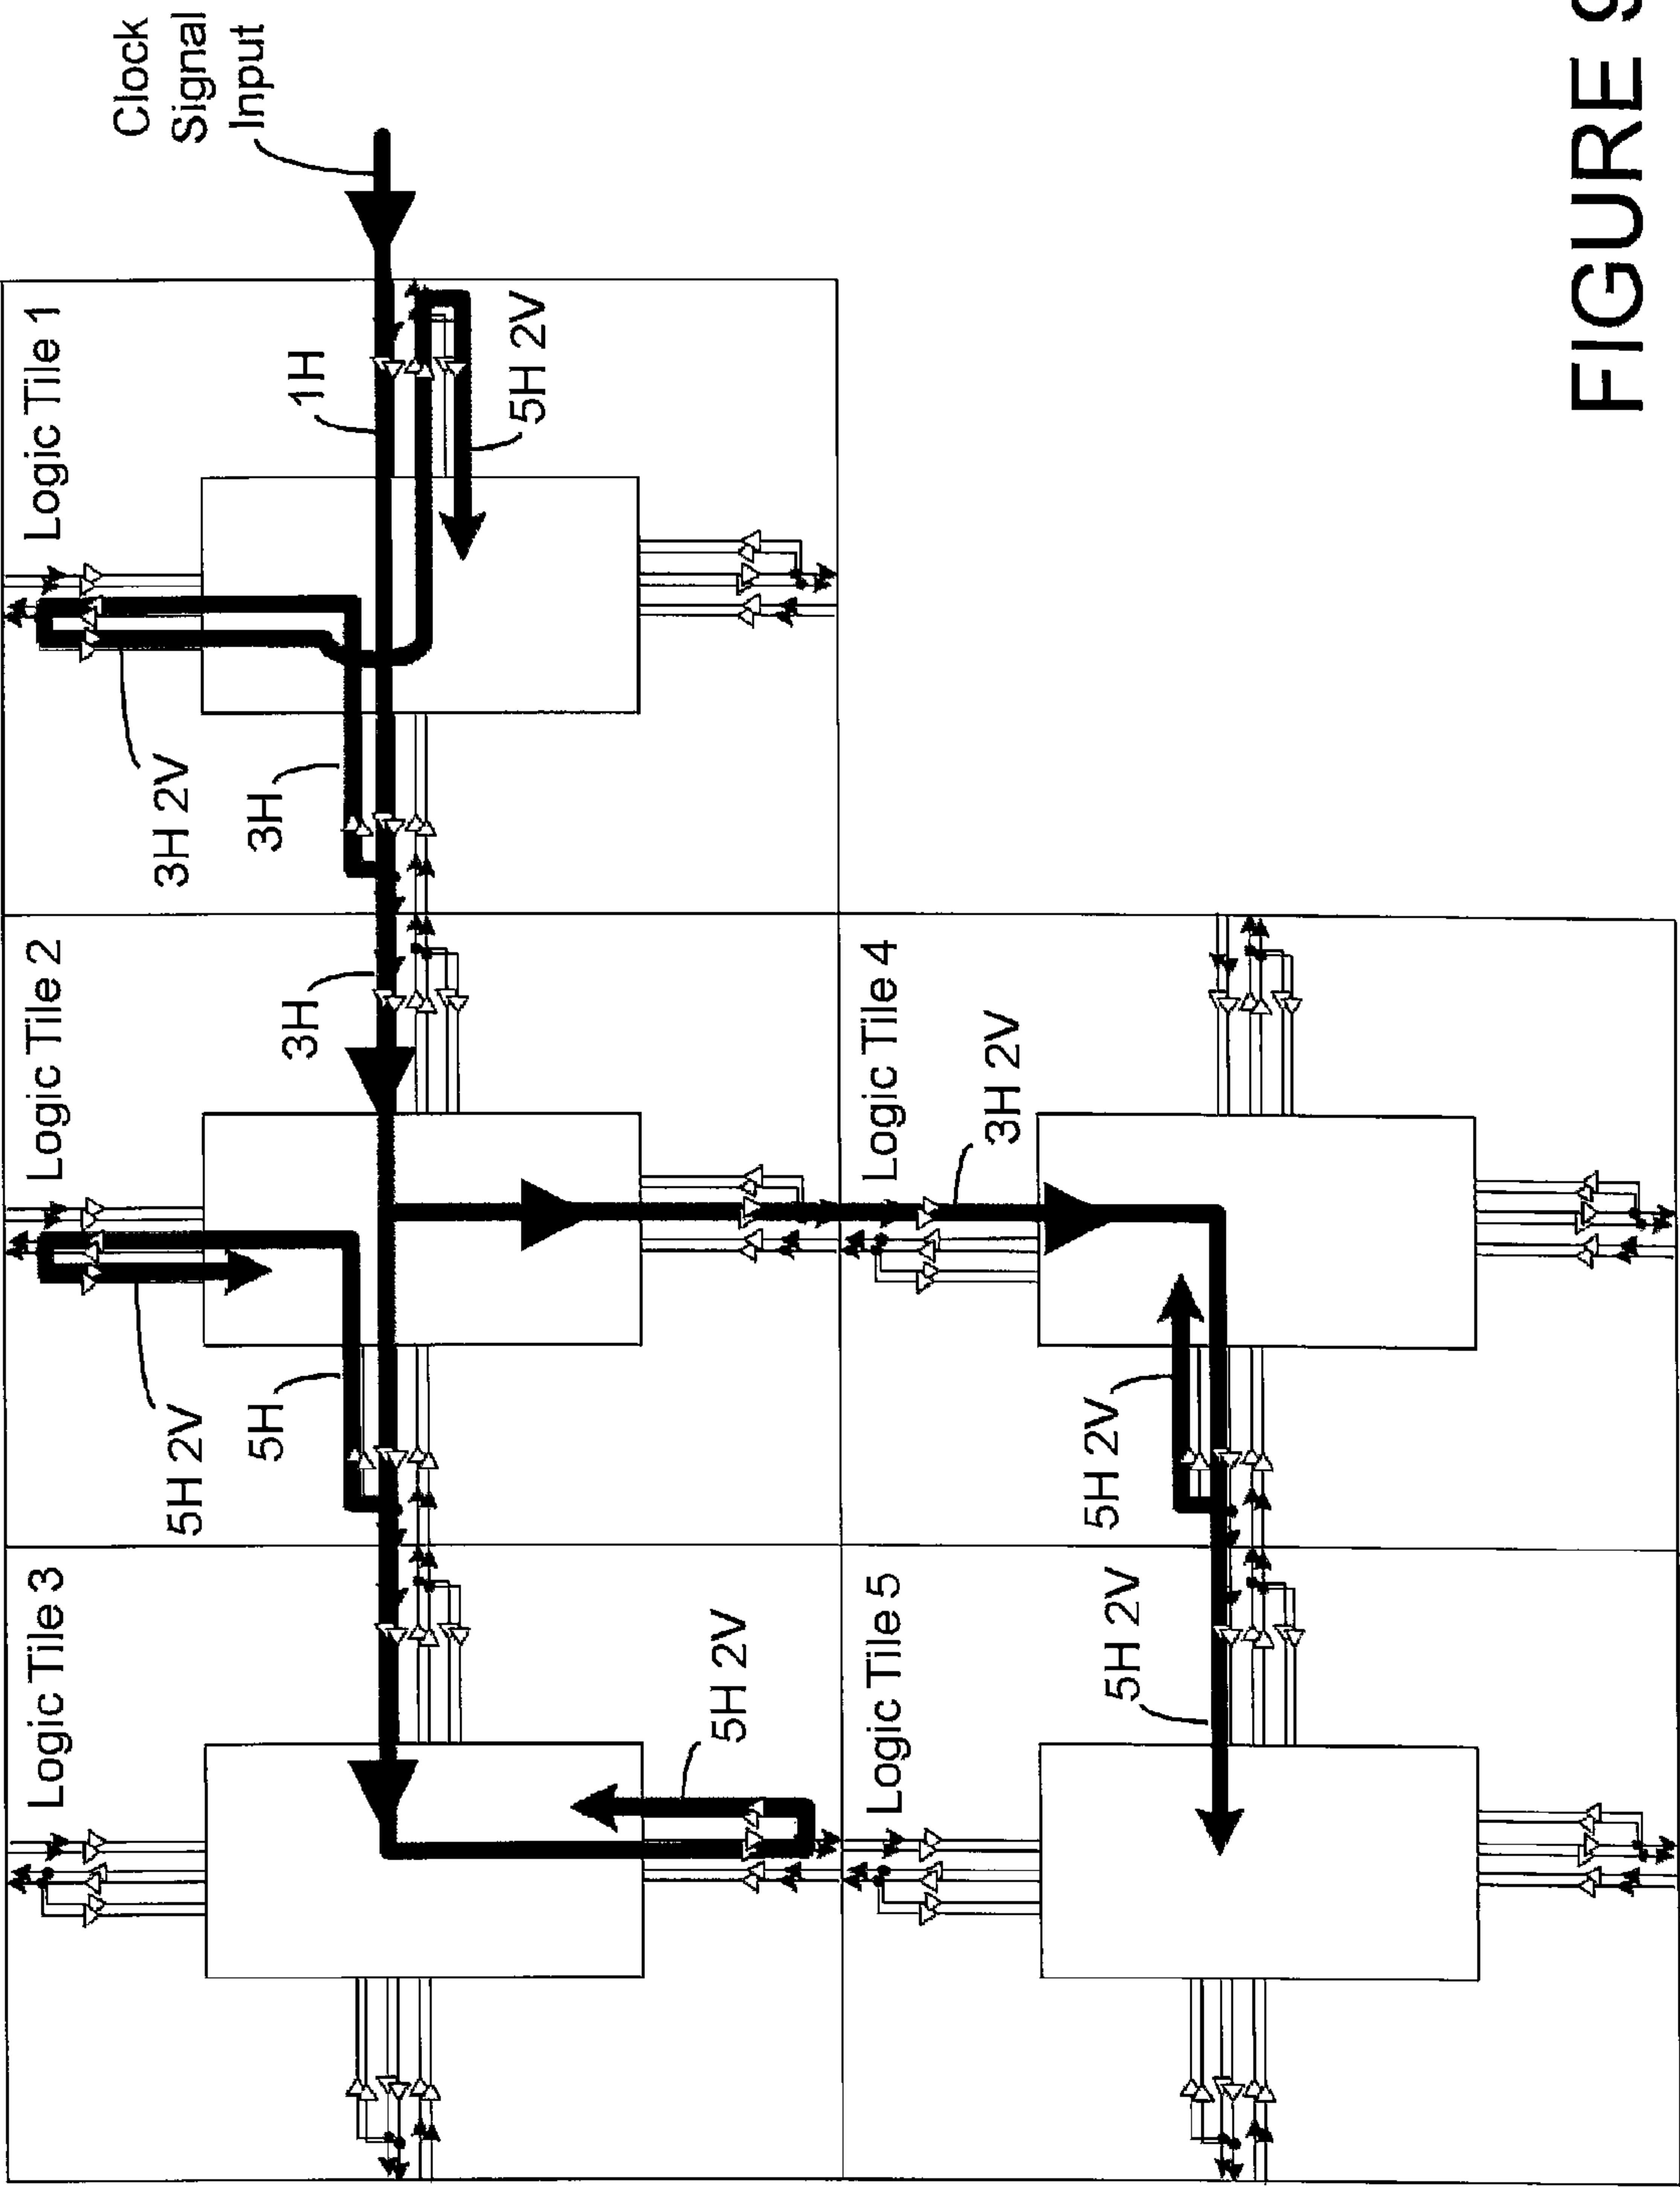 Logic Tile 3
Logic Tile 2
Logic Tile 1
Clock
Signal
Input
5H 2V
3H 2V
5H
3H
3H
1H
5H 2V
5H 2V
Logic Tile 5
Logic Tile 4
3H 2V
5H 2V
5H 2V
FIGURE 9